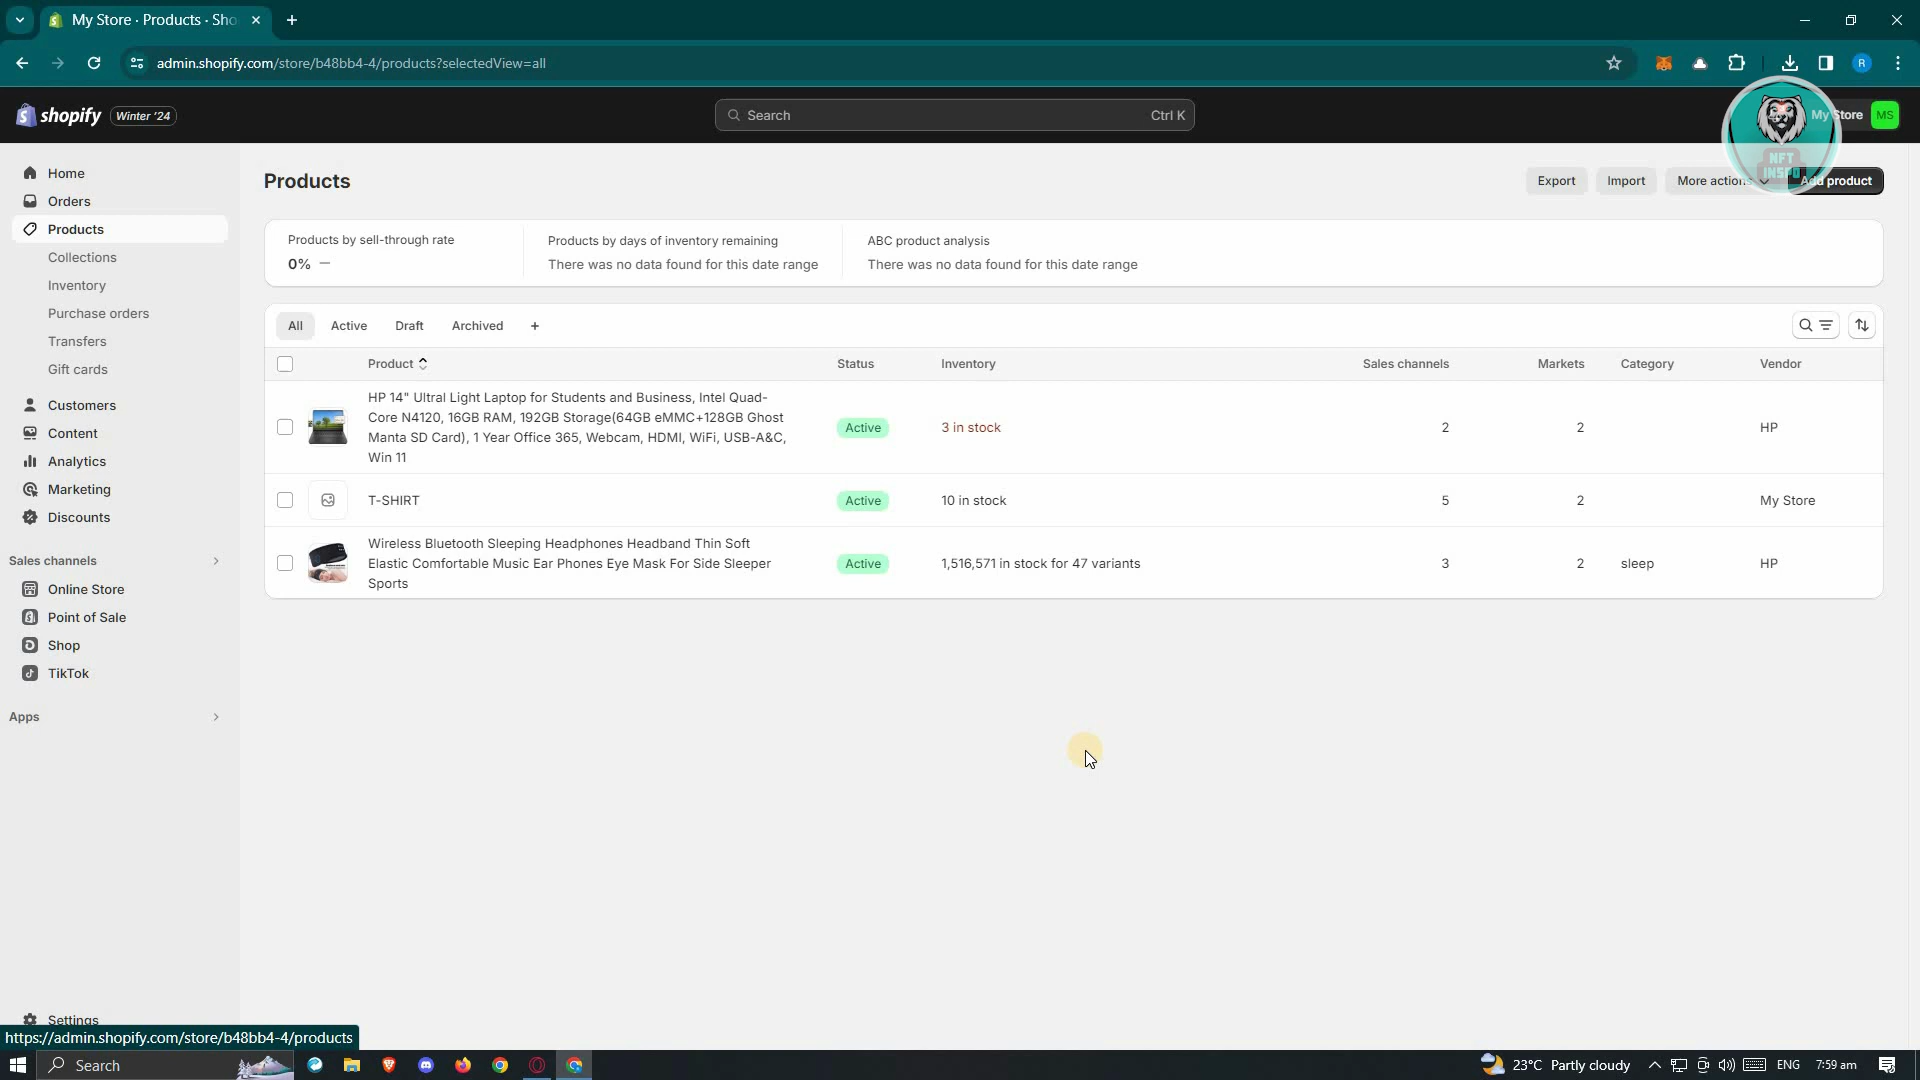 My Store · Products · Sho
admin.shopify.com/store/b48bb4-4/products?selectedView=all
R
shopify
Winter '24
Search
Ctrl K
My Store
MS
NFT
INSPO
Home
Orders
Products
Collections
Inventory
Purchase orders
Transfers
Gift cards
Customers
Content
Analytics
Marketing
Discounts
Sales channels
Online Store
Point of Sale
Shop
TikTok
Apps
Settings
Products
Export
Import
More actions
Add product
Products by sell-through rate
0% —
Products by days of inventory remaining
There was no data found for this date range
ABC product analysis
There was no data found for this date range
All
Active
Draft
Archived
+
Product
Status
Inventory
Sales channels
Markets
Category
Vendor
HP 14" Ultral Light Laptop for Students and Business, Intel Quad-
Core N4120, 16GB RAM, 192GB Storage(64GB eMMC+128GB Ghost
Manta SD Card), 1 Year Office 365, Webcam, HDMI, WiFi, USB-A&C,
Win 11
Active
3 in stock
2
2
HP
T-SHIRT
Active
10 in stock
5
2
My Store
Wireless Bluetooth Sleeping Headphones Headband Thin Soft
Elastic Comfortable Music Ear Phones Eye Mask For Side Sleeper
Sports
Active
1,516,571 in stock for 47 variants
3
2
sleep
HP
https://admin.shopify.com/store/b48bb4-4/products
Search
23°C Partly cloudy
ENG
7:59 am